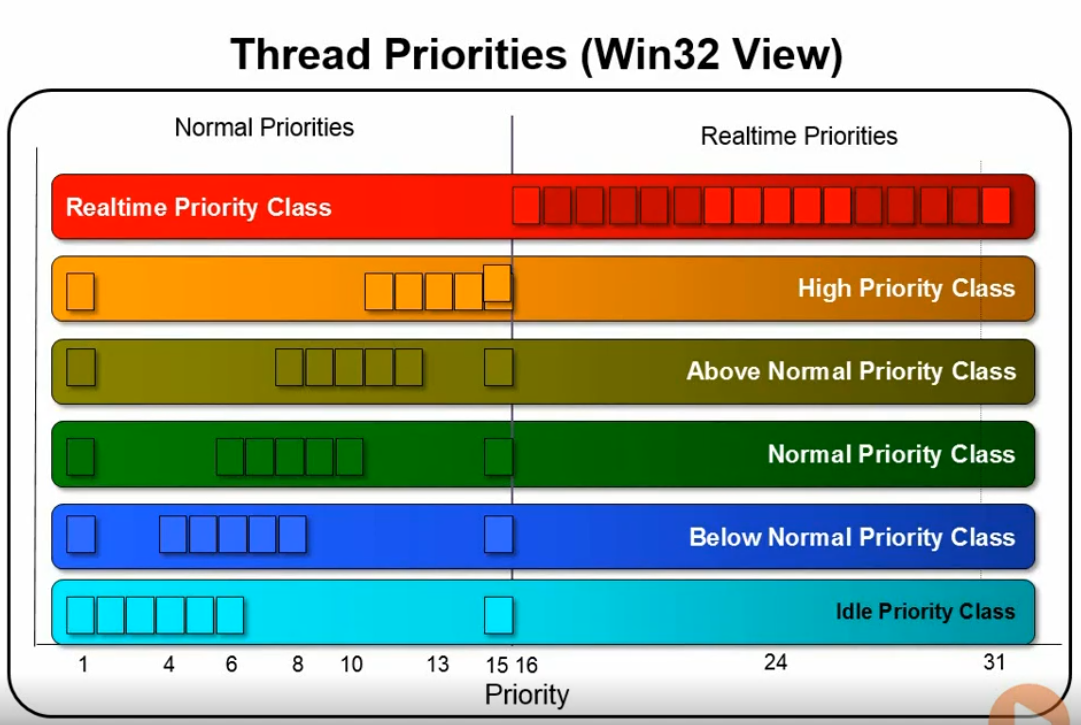 Thread Priorities (Win32 View)
Normal Priorities
Realtime Priorities
Realtime Priority Class
High Priority Class
Above Normal Priority Class
Normal Priority Class
Below Normal Priority Class
Idle Priority Class
1 4 6 8 10 13 15 16 24 31
Priority